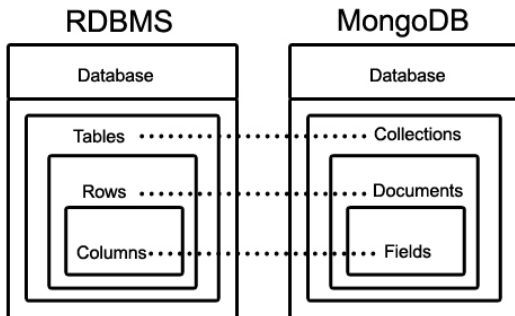 RDBMS MongoDB
Database Database
Tables Collections
Rows Documents
Columns Fields